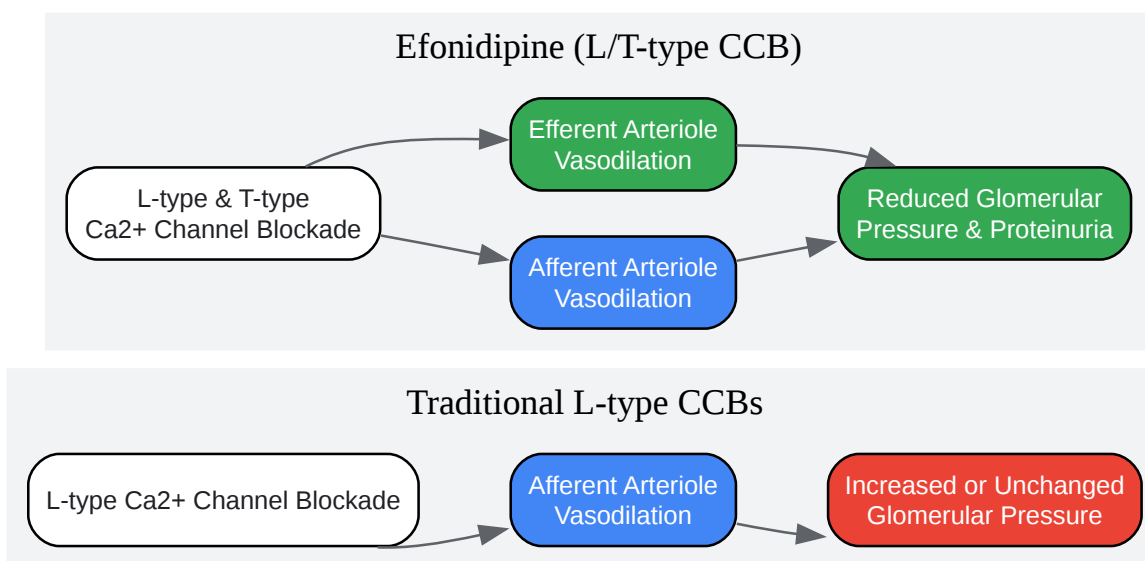 Efonidipine (L/T-type CCB)
L-type & T-type
Ca2+ Channel Blockade
Efferent Arteriole
Vasodilation
Afferent Arteriole
Vasodilation
Reduced Glomerular
Pressure & Proteinuria
Traditional L-type CCBs
L-type Ca2+ Channel Blockade
Afferent Arteriole
Vasodilation
Increased or Unchanged
Glomerular Pressure